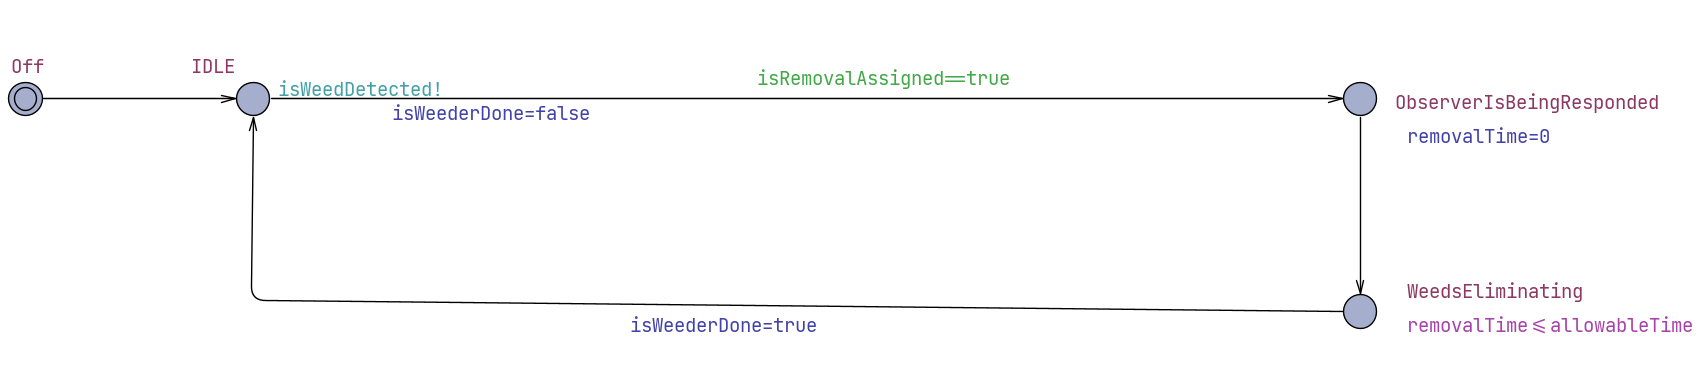 Off
IDLE
isWeedDetected!
isRemovalAssigned==true
isWeederDone=false
ObserverIsBeingResponded
removalTime=0
WeedsEliminating
removalTime<=allowableTime
isWeederDone=true